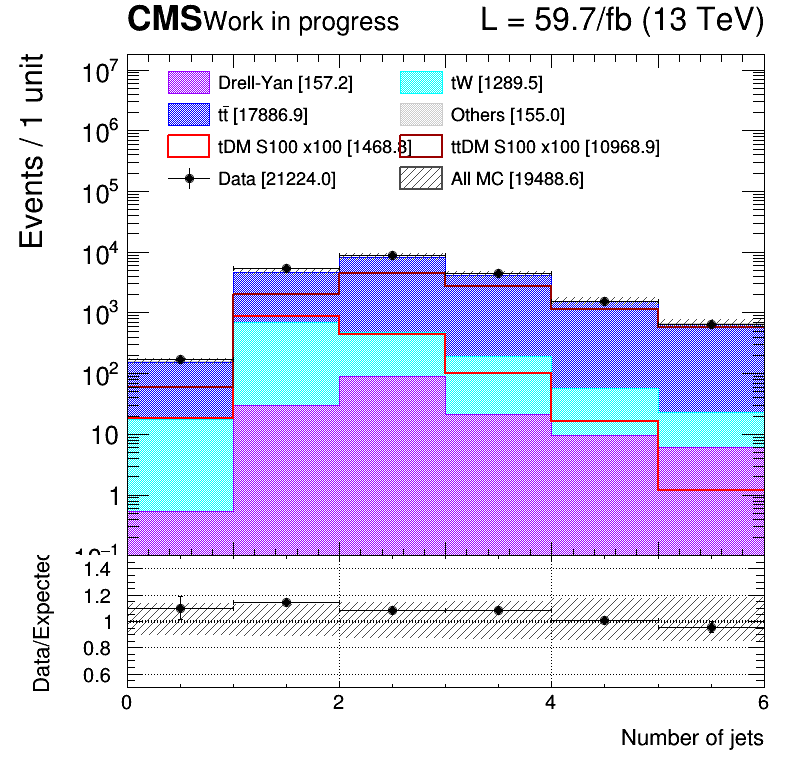 CMS Work in progress L = 59.7/fb (13 TeV)
Events / 1 unit
10⁷
10⁶
10⁵
10⁴
10³
10²
10
1
10⁻¹
Drell-Yan [157.2] tW [1289.5]
tt̄ [17886.9] Others [155.0]
tDM S100 x100 [1468.8] ttDM S100 x100 [10968.9]
Data [21224.0] All MC [19488.6]
Data/Expected
1.4
1.2
1
0.8
0.6
0 2 4 6
Number of jets